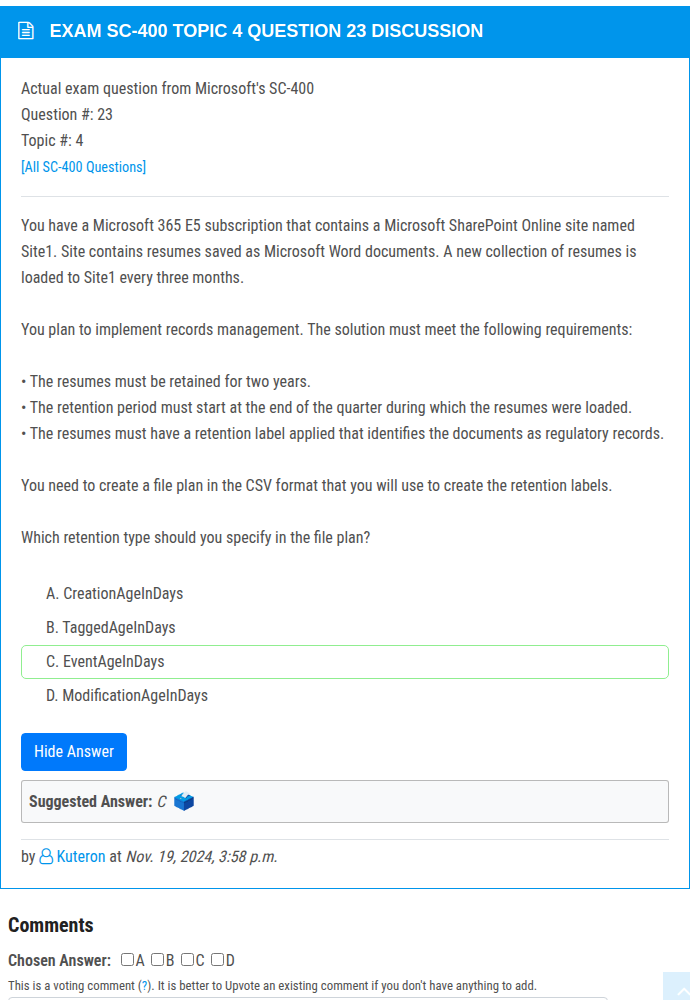 EXAM SC-400 TOPIC 4 QUESTION 23 DISCUSSION
Actual exam question from Microsoft's SC-400
Question #: 23
Topic #: 4
[All SC-400 Questions]
You have a Microsoft 365 E5 subscription that contains a Microsoft SharePoint Online site named
Site1. Site contains resumes saved as Microsoft Word documents. A new collection of resumes is
loaded to Site1 every three months.
You plan to implement records management. The solution must meet the following requirements:
• The resumes must be retained for two years.
• The retention period must start at the end of the quarter during which the resumes were loaded.
• The resumes must have a retention label applied that identifies the documents as regulatory records.
You need to create a file plan in the CSV format that you will use to create the retention labels.
Which retention type should you specify in the file plan?
A. CreationAgeInDays
B. TaggedAgeInDays
C. EventAgeInDays
D. ModificationAgeInDays
Hide Answer
Suggested Answer: C
by Kuteron at Nov. 19, 2024, 3:58 p.m.
Comments
Chosen Answer: A B C D
This is a voting comment (?). It is better to Upvote an existing comment if you don't have anything to add.